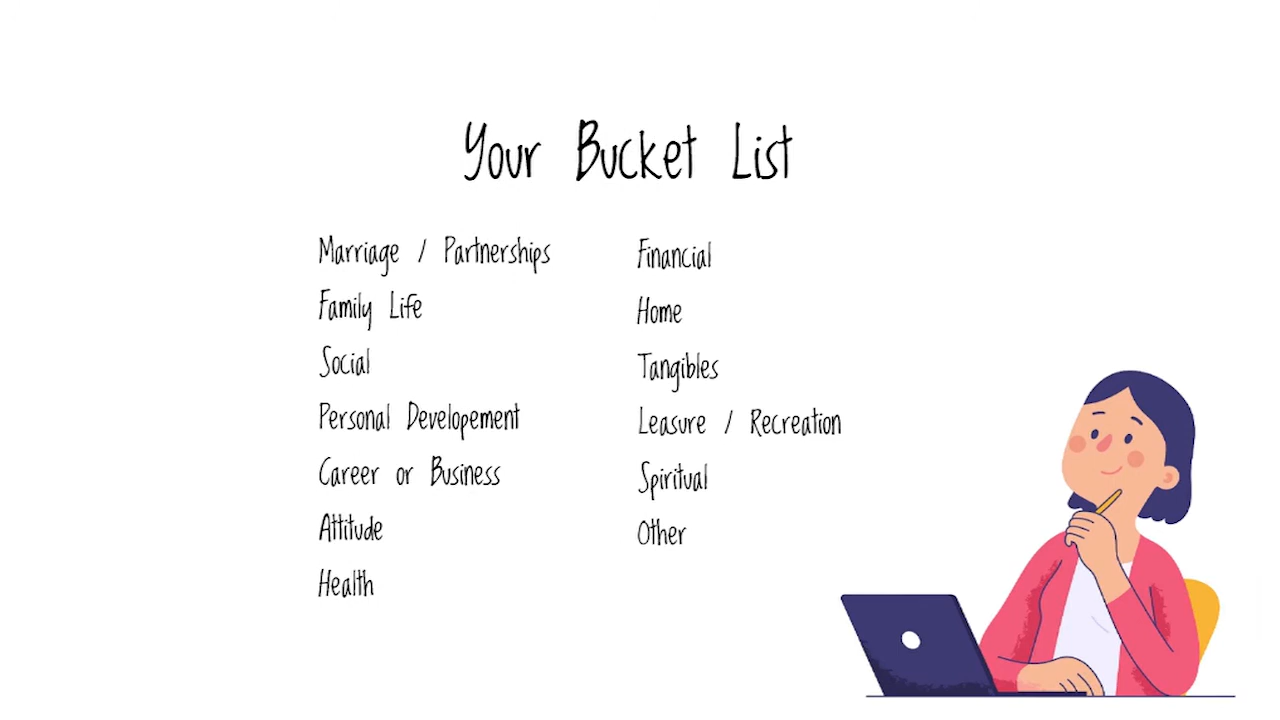 Your Bucket List
Marriage / Partnerships
Family Life
Social
Personal Developement
Career or Business
Attitude
Health
Financial
Home
Tangibles
Leasure / Recreation
Spiritual
Other